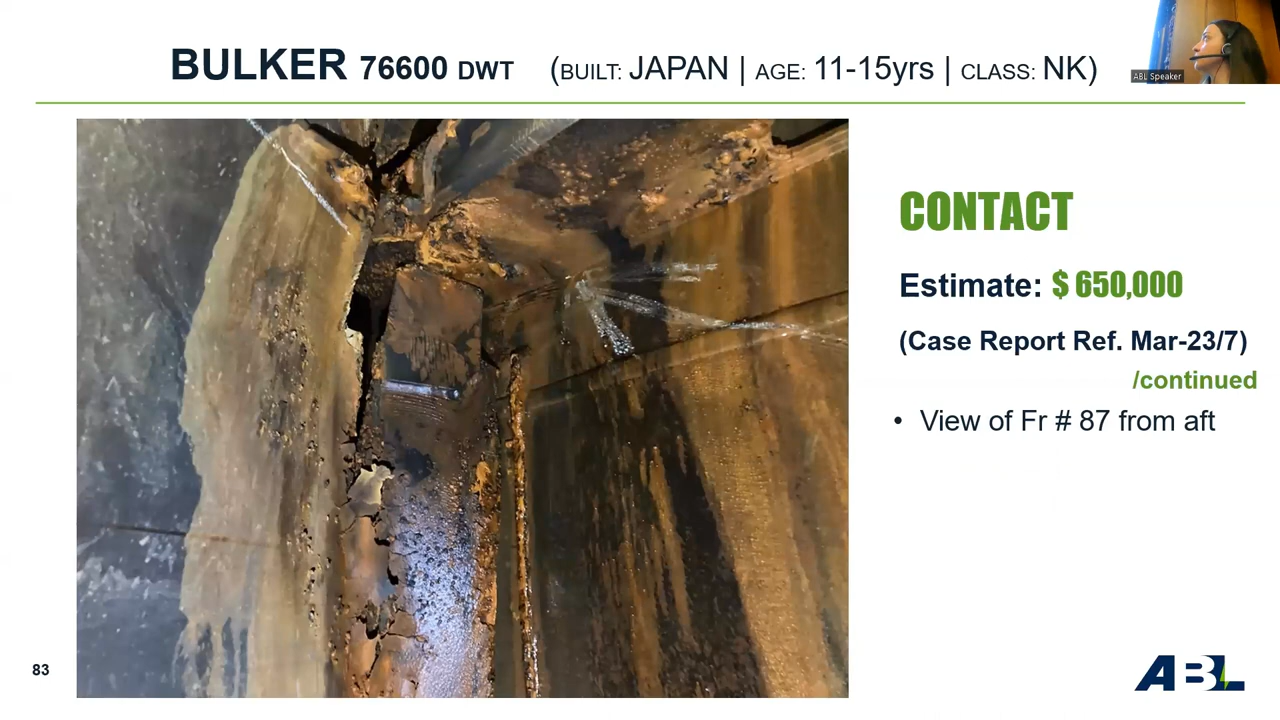 BULKER 76600 DWT (BUILT: JAPAN | AGE: 11-15yrs | CLASS: NK)
ABL Speaker
CONTACT
Estimate: $ 650,000
(Case Report Ref. Mar-23/7)
/continued
• View of Fr # 87 from aft
83
ABL